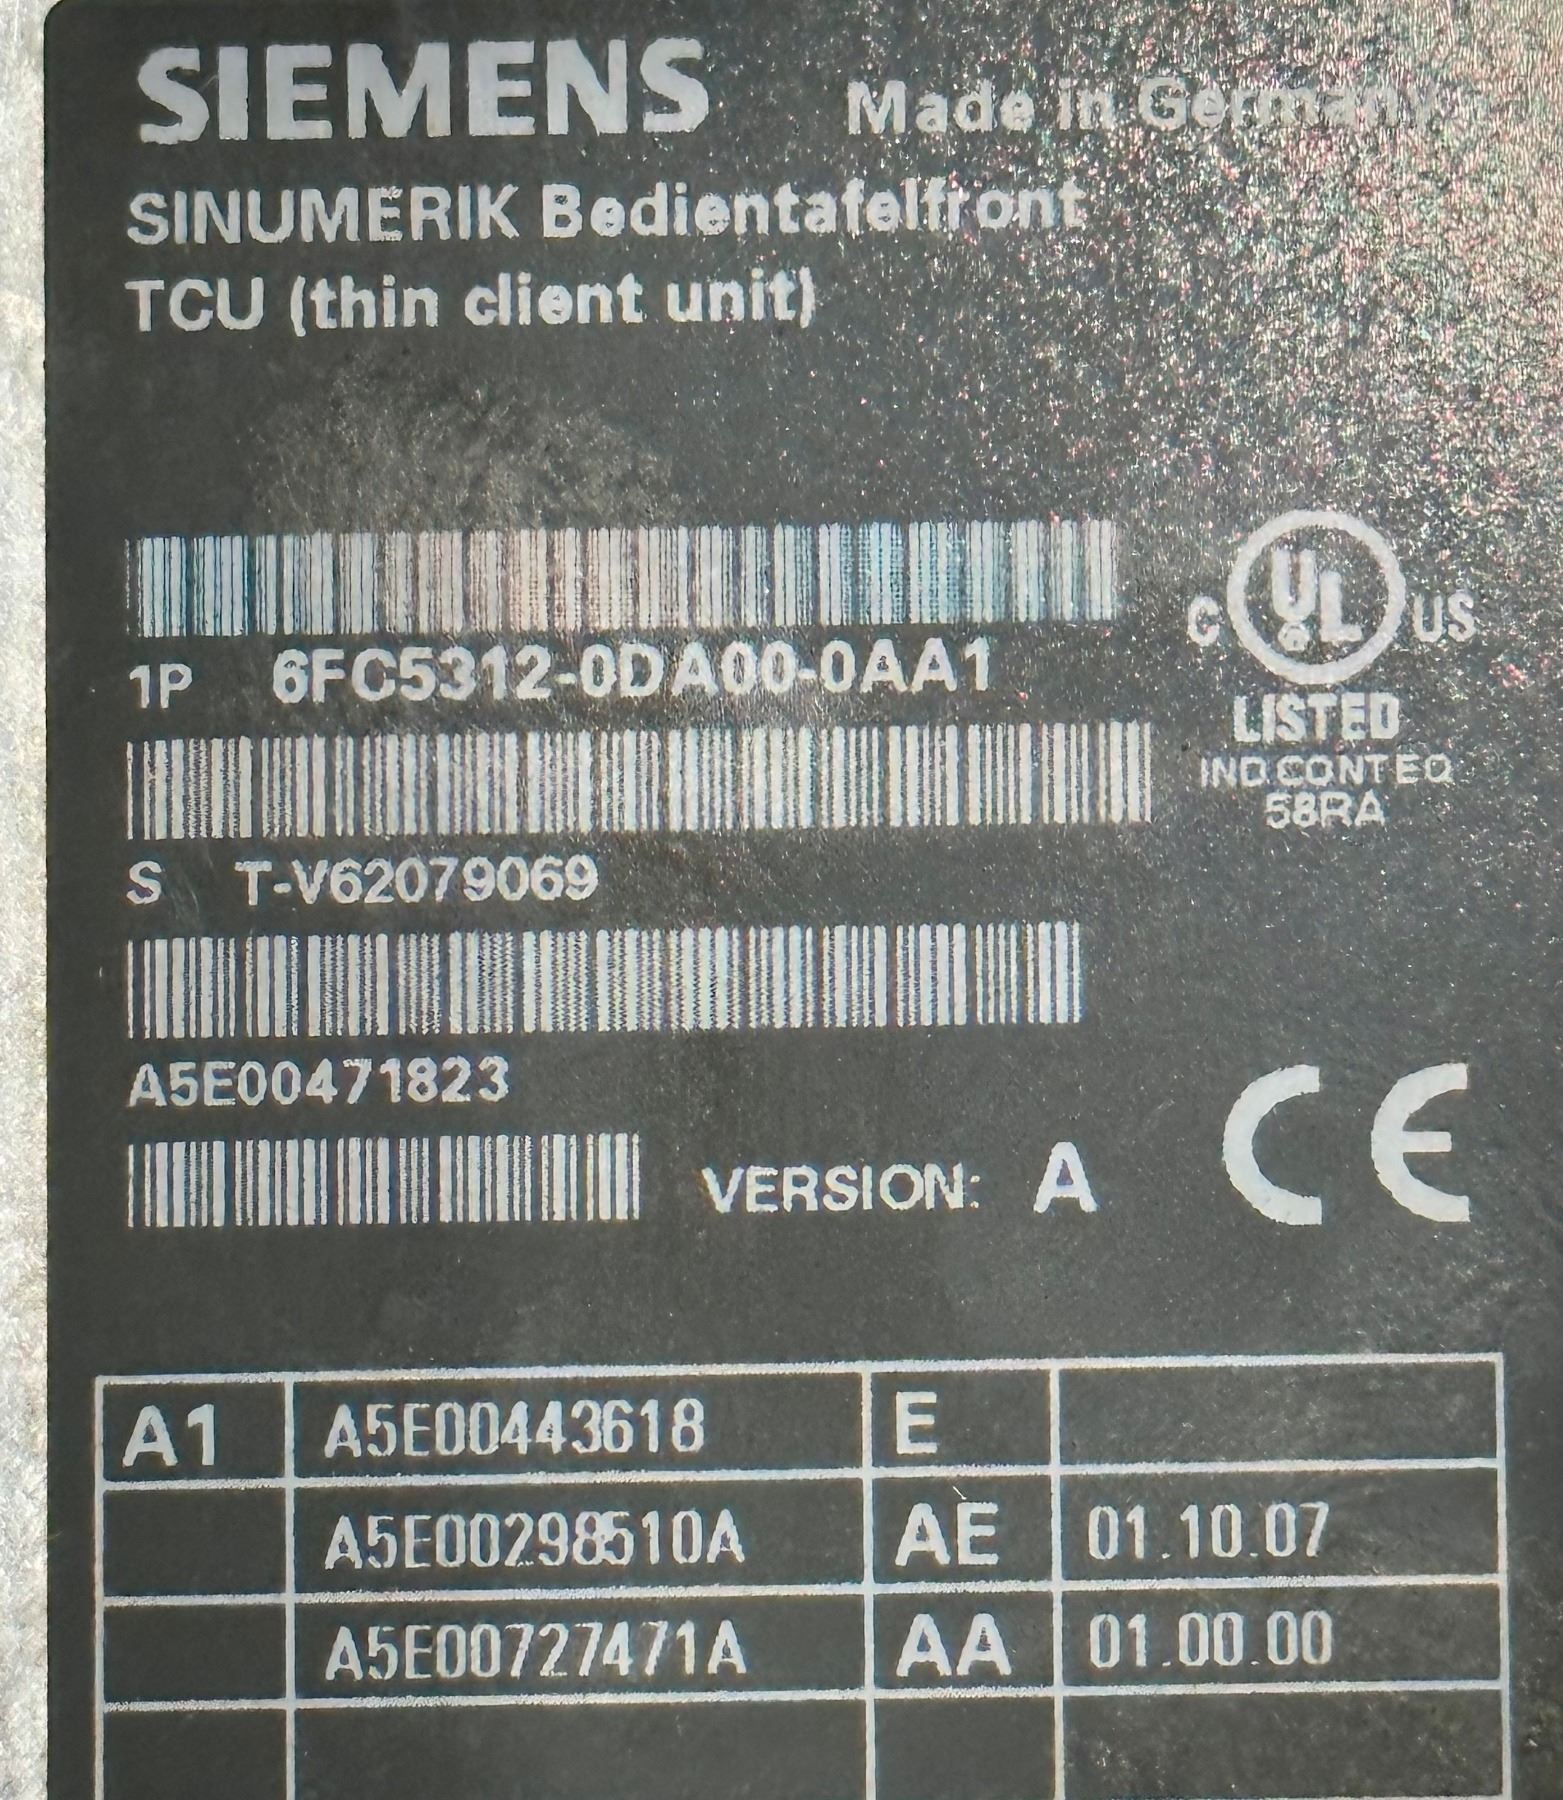 SIEMENS Made in Germany
SINUMERIK Bedientafelfront
TCU (thin client unit)
1P 6FC5312-0DA00-0AA1
C UL US
LISTED
IND.CONT EQ
58RA
S T-V62079069
A5E00471823
VERSION: A CE
A1 A5E00443618 E
A5E00298510A AE 01.10.07
A5E00727471A AA 01.00.00